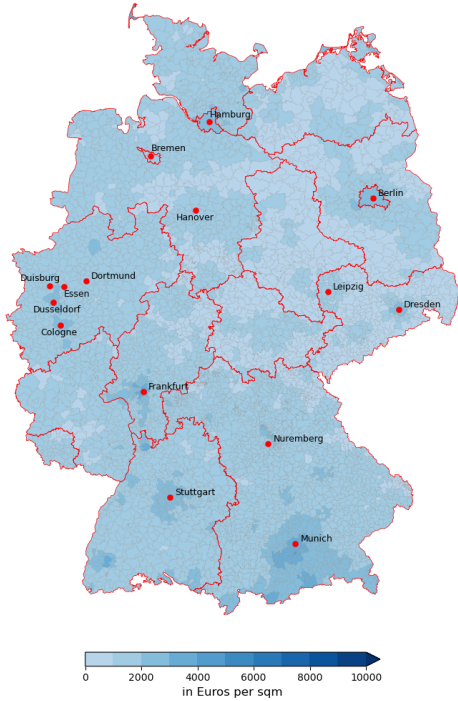 Hamburg
Bremen
Berlin
Hanover
Duisburg
Dortmund
Essen
Leipzig
Dusseldorf
Dresden
Cologne
Frankfurt
Nuremberg
Stuttgart
Munich
0 2000 4000 6000 8000 10000
in Euros per sqm